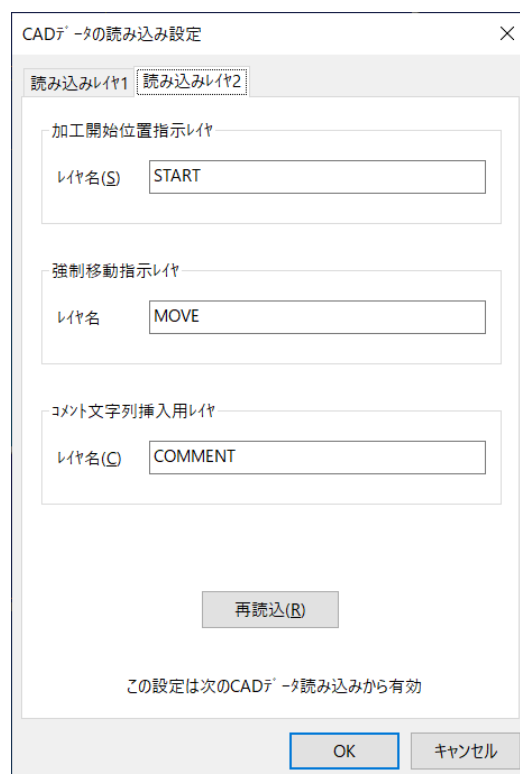 CADﾃﾞｰﾀの読み込み設定
読み込みﾚｲﾔ1 読み込みﾚｲﾔ2
加工開始位置指示ﾚｲﾔ
ﾚｲﾔ名(S) START
強制移動指示ﾚｲﾔ
ﾚｲﾔ名 MOVE
ｺﾒﾝﾄ文字列挿入用ﾚｲﾔ
ﾚｲﾔ名(C) COMMENT
再読込(R)
この設定は次のCADﾃﾞｰﾀ読み込みから有効
OK ｷｬﾝｾﾙ